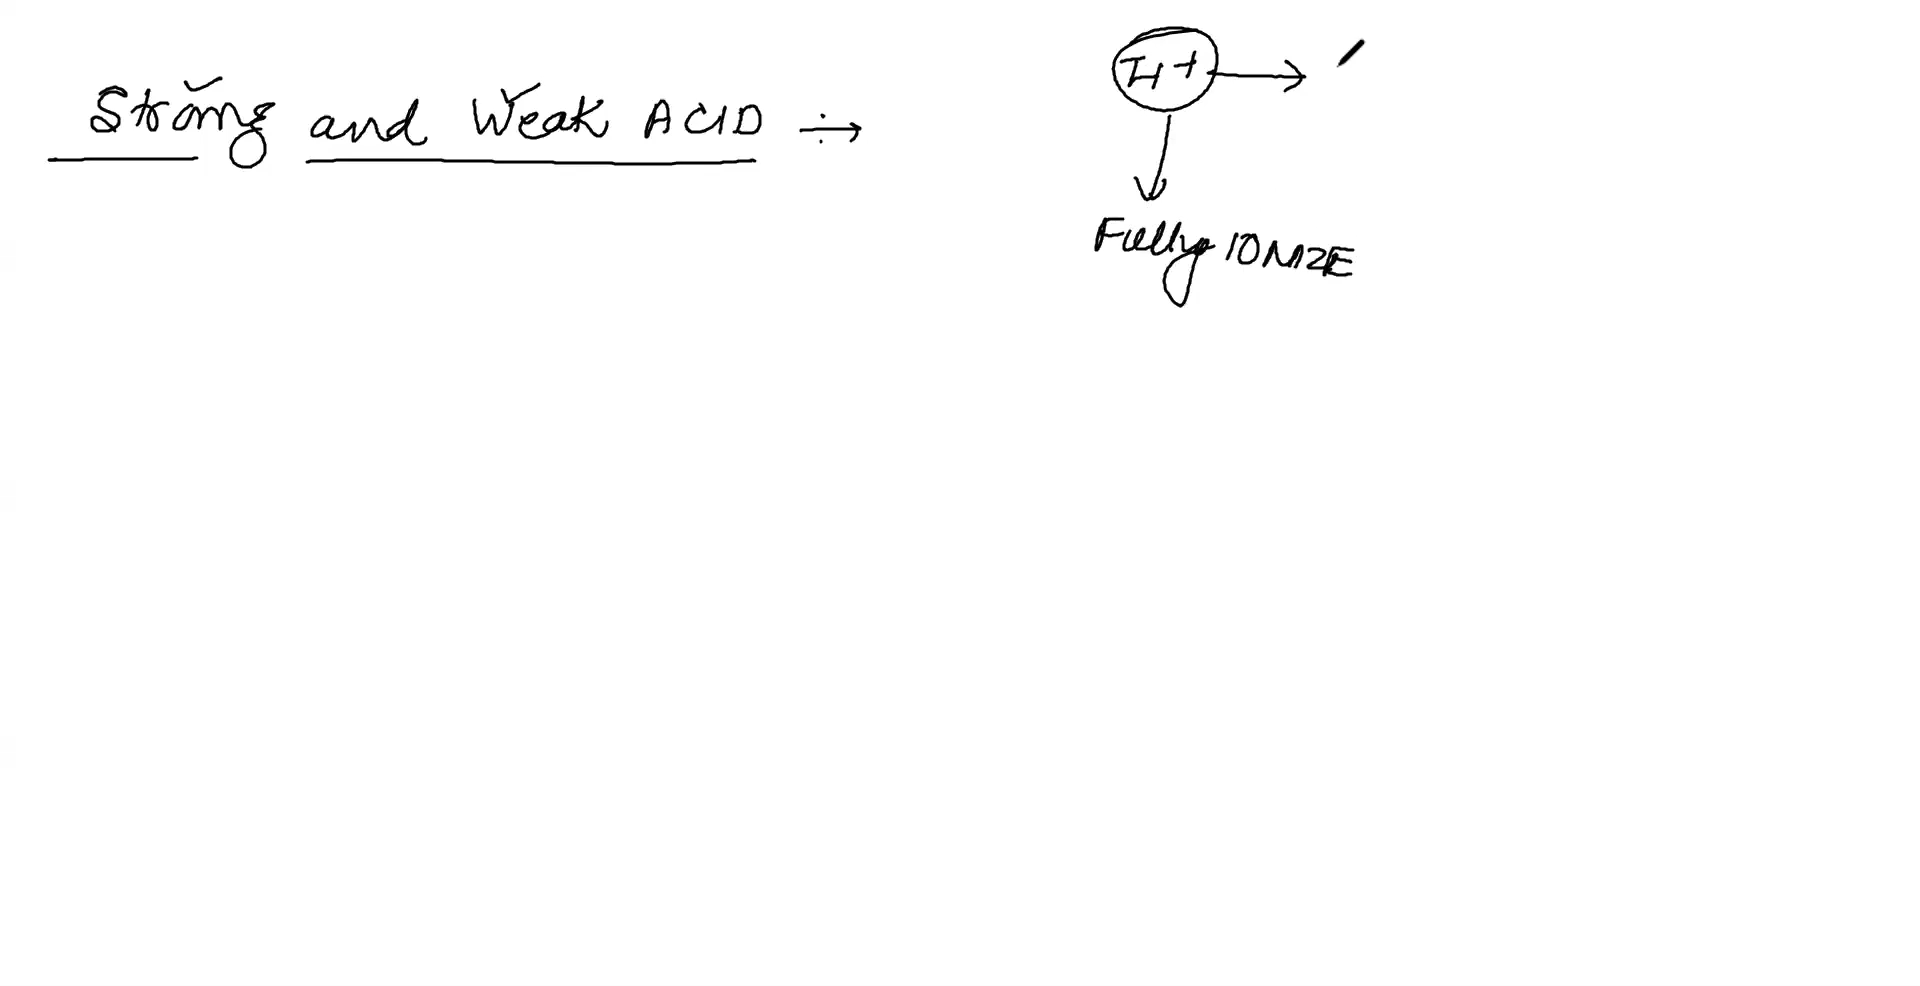 H+ →
Strong and Weak ACID ÷→
Fully IONIZE